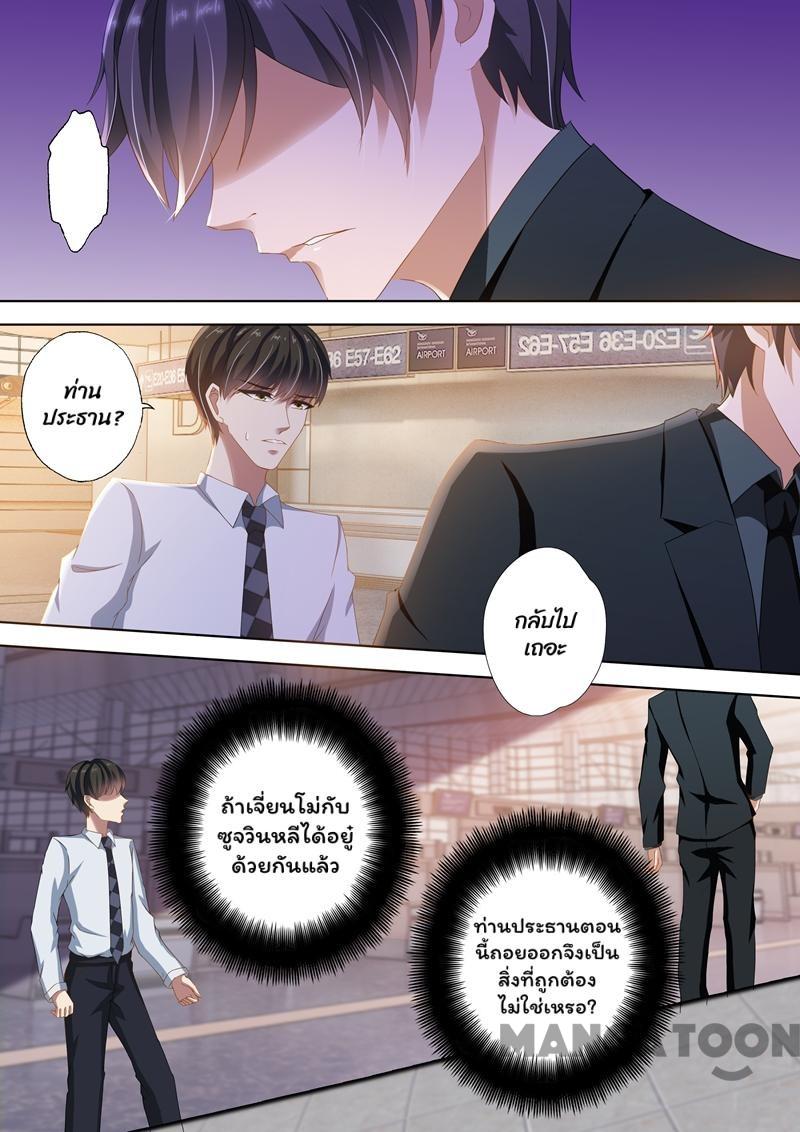 E20-E36 E57-E62
AIRPORT
AIRPORT
E20-E36 E57-E62
ท่าน
ประธาน?
กลับไป
เถอะ
ถ้าเจี่ยนโม่กับ
ซูจวินหลีได้อยู่
ด้วยกันแล้ว
ท่านประธานตอน
นี้ถอยออกจึงเป็น
สิ่งที่ถูกต้อง
ไม่ใช่เหรอ?
MANGATOON